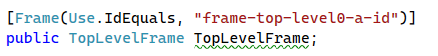 [Frame(Use.IdEquals, "frame-top-level0-a-id")]
public TopLevelFrame TopLevelFrame;